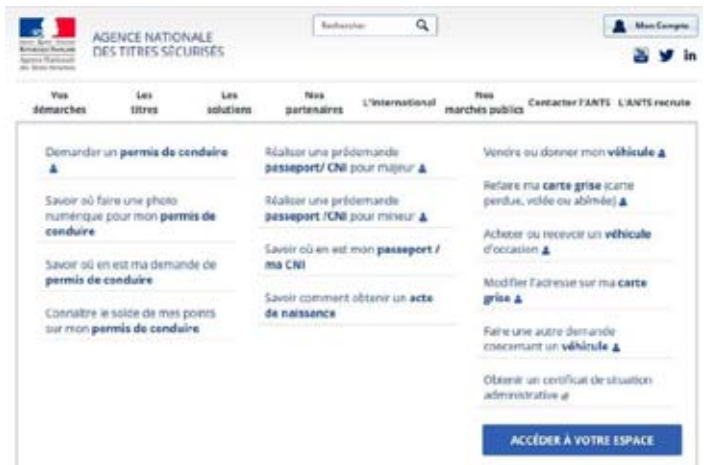 RÉPUBLIQUE FRANÇAISE
AGENCE NATIONALE
DES TITRES SÉCURISÉS
Rechercher
Mon Compte
in
Vos
démarches
Les
titres
Les
solutions
Nos
partenaires
L'international
Nos
marchés publics
Contacter l'ANTS
L'ANTS recrute
Demander un permis de conduire
Savoir où faire une photo
numérique pour mon permis de
conduire
Savoir où en est ma demande de
permis de conduire
Connaître le solde de mes points
sur mon permis de conduire
Réaliser une prédemande
passeport/ CNI pour majeur
Réaliser une prédemande
passeport /CNI pour mineur
Savoir où en est mon passeport /
ma CNI
Savoir comment obtenir un acte
de naissance
Vendre ou donner mon véhicule
Refaire ma carte grise (carte
perdue, volée ou abîmée)
Acheter ou recevoir un véhicule
d'occasion
Modifier l'adresse sur ma carte
grise
Faire une autre demande
concernant un véhicule
Obtenir un certificat de situation
administrative
ACCÉDER À VOTRE ESPACE